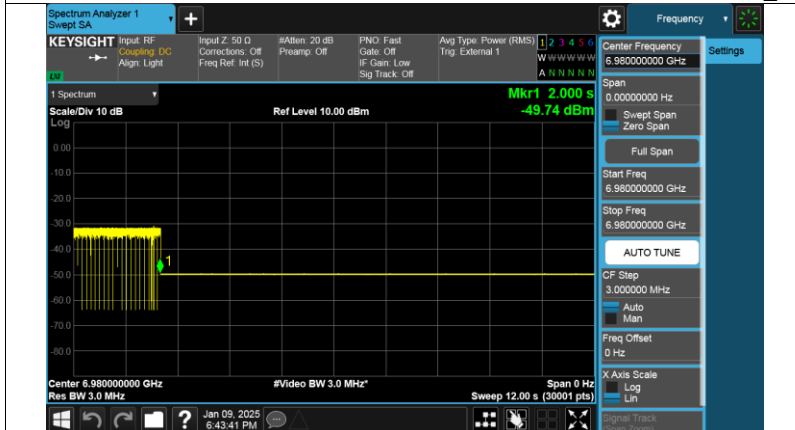 Spectrum Analyzer 1
Swept SA
Frequency
KEYSIGHT
Input: RF
Coupling: DC
Align: Light
Input Z: 50 Ω
Corrections: Off
Freq Ref: Int (S)
#Atten: 20 dB
Preamp: Off
PNO: Fast
Gate: Off
IF Gain: Low
Sig Track: Off
Avg Type: Power (RMS)
Trig: External 1
1 2 3 4 5 6
W W W W W W
A N N N N N
LXI
1 Spectrum
Scale/Div 10 dB
Ref Level 10.00 dBm
Mkr1 2.000 s
-49.74 dBm
Log
0.00
-10.0
-20.0
-30.0
-40.0
-50.0
-60.0
-70.0
-80.0
1
Center 6.980000000 GHz
Res BW 3.0 MHz
#Video BW 3.0 MHz*
Span 0 Hz
Sweep 12.00 s (30001 pts)
Jan 09, 2025
6:43:41 PM
Center Frequency
6.980000000 GHz
Settings
Span
0.00000000 Hz
Swept Span
Zero Span
Full Span
Start Freq
6.980000000 GHz
Stop Freq
6.980000000 GHz
AUTO TUNE
CF Step
3.000000 MHz
Auto
Man
Freq Offset
0 Hz
X Axis Scale
Log
Lin
Signal Track
(Span Zoom)